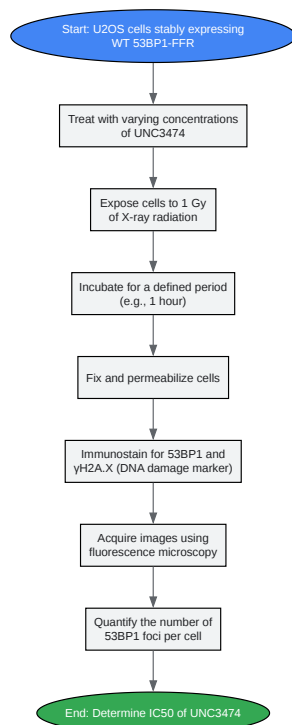 Start: U2OS cells stably expressing
WT 53BP1-FFR
Treat with varying concentrations
of UNC3474
Expose cells to 1 Gy
of X-ray radiation
Incubate for a defined period
(e.g., 1 hour)
Fix and permeabilize cells
Immunostain for 53BP1 and
γH2A.X (DNA damage marker)
Acquire images using
fluorescence microscopy
Quantify the number of
53BP1 foci per cell
End: Determine IC50 of UNC3474